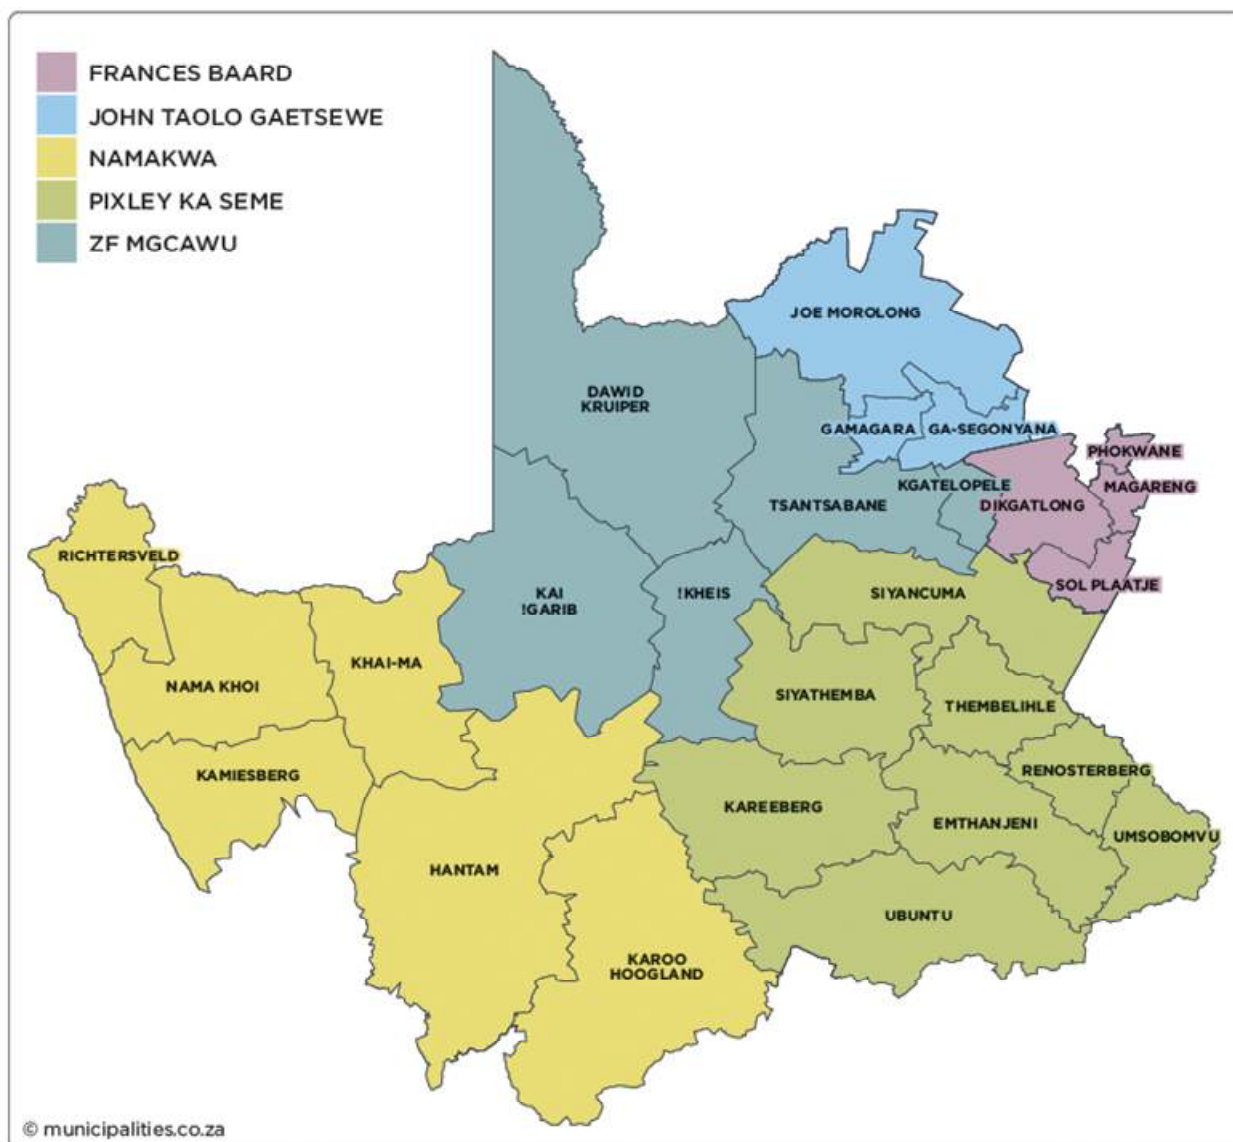 FRANCES BAARD
JOHN TAOLO GAETSEWE
NAMAKWA
PIXLEY KA SEME
ZF MGCAWU
JOE MOROLONG
DAWID
KRUIPER
GAMAGARA
GA-SEGONYANA
PHOKWANE
KGATELOPELE
MAGARENG
TSANTSABANE
DIKGATLONG
RICHTERSVELD
SOL PLAATJE
KAI
!GARIB
!KHEIS
SIYANCUMA
KHAI-MA
NAMA KHOI
SIYATHEMBA
THEMBELIHLE
KAMIESBERG
RENOSTERBERG
KAREEBERG
EMTHANJENI
UMSOBOMVU
HANTAM
UBUNTU
KAROO
HOOGLAND
© municipalities.co.za